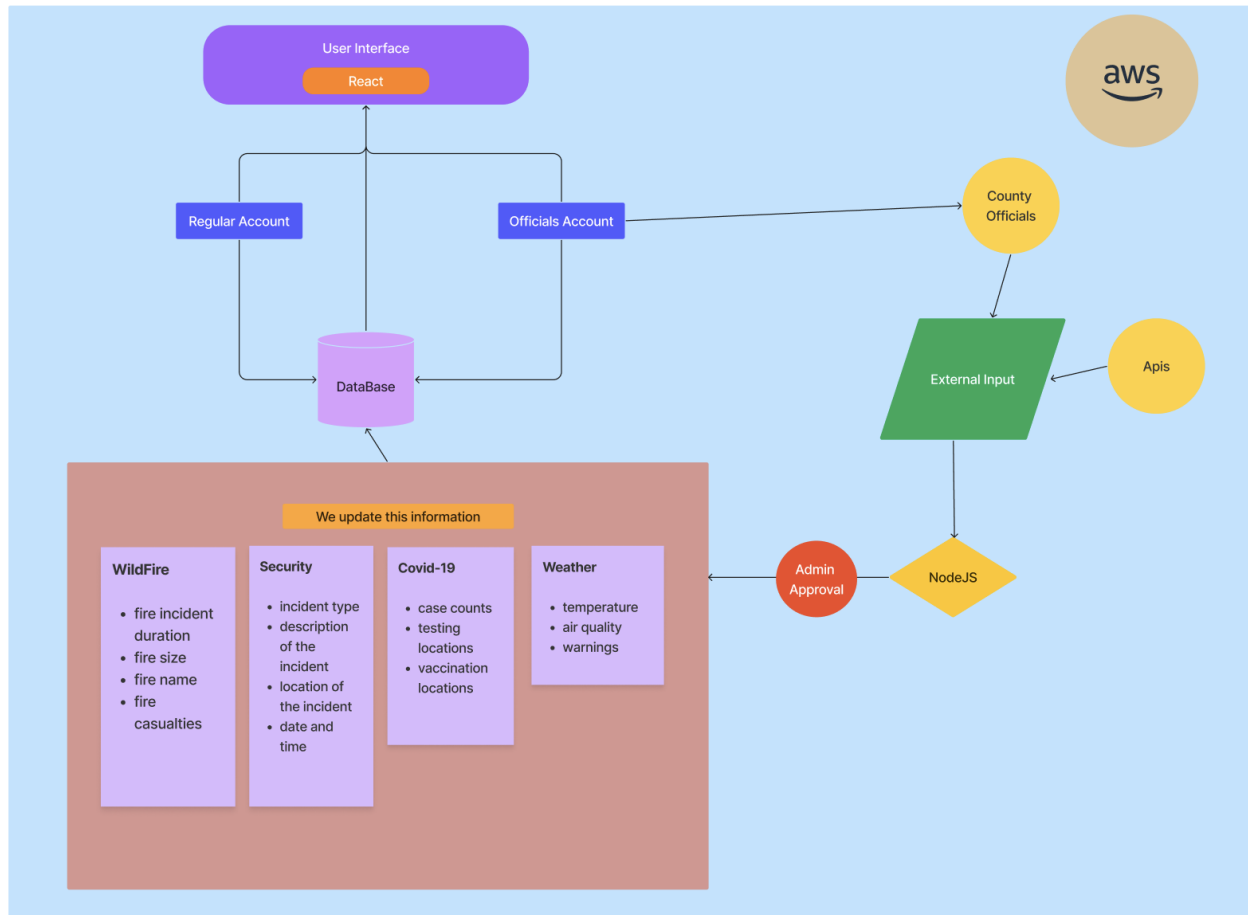 User Interface
React
aws
Regular Account
Officials Account
County
Officials
DataBase
External Input
Apis
We update this information
WildFire
• fire incident
duration
• fire size
• fire name
• fire
casualties
Security
• incident type
• description
of the
incident
• location of
the incident
• date and
time
Covid-19
• case counts
• testing
locations
• vaccination
locations
Weather
• temperature
• air quality
• warnings
Admin
Approval
NodeJS